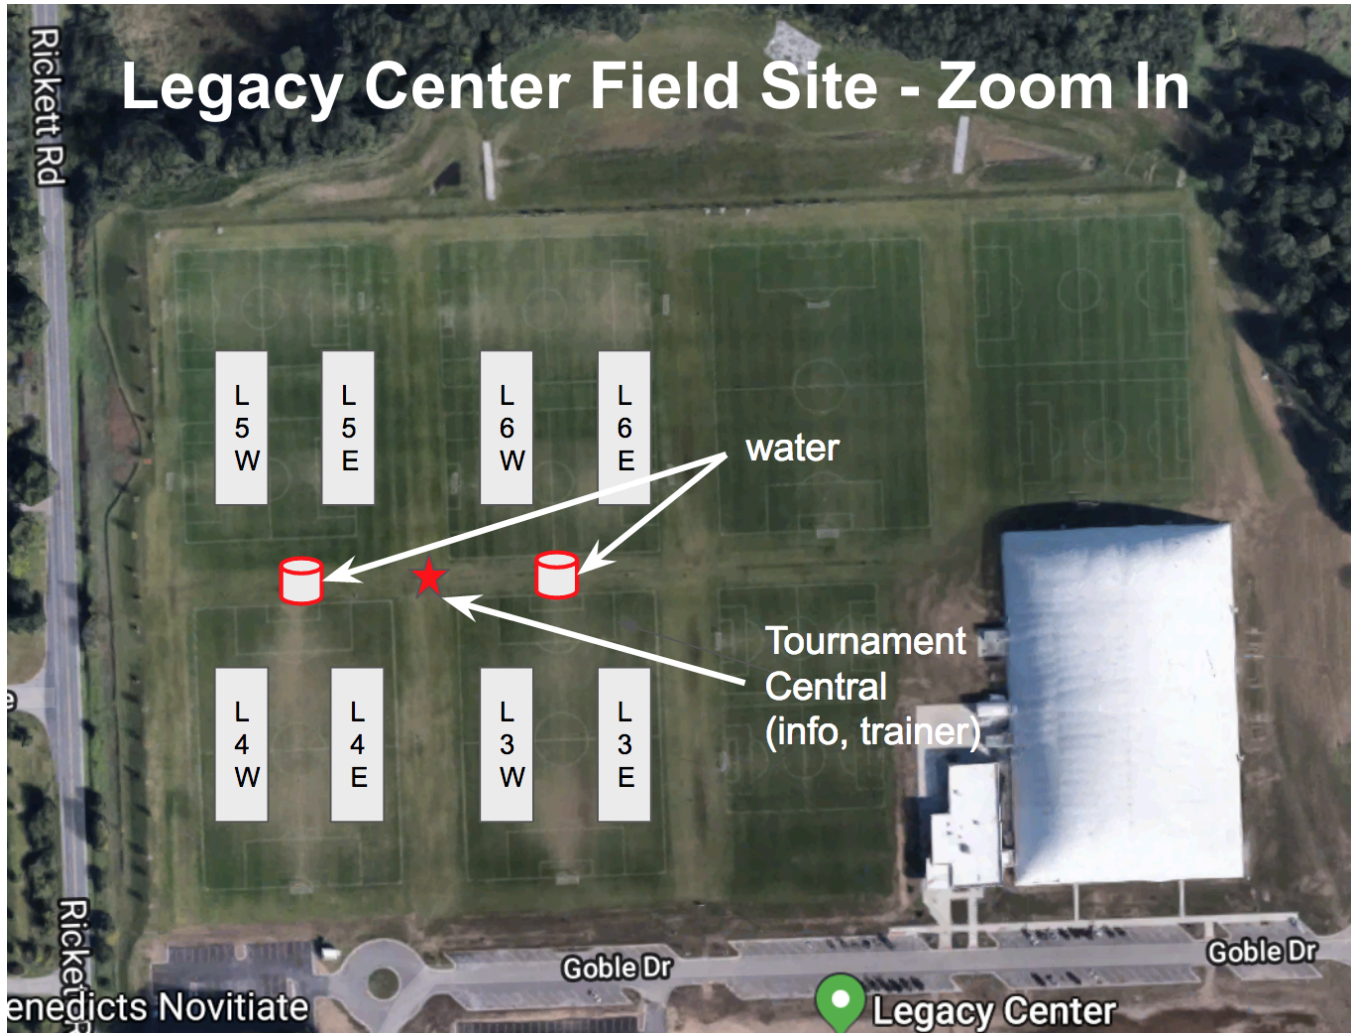 Legacy Center Field Site - Zoom In
Rickett Rd
L
5
W
L
5
E
L
6
W
L
6
E
water
Tournament
Central
(info, trainer)
L
4
W
L
4
E
L
3
W
L
3
E
e
Rickett R
Goble Dr
Goble Dr
enedicts Novitiate
Legacy Center